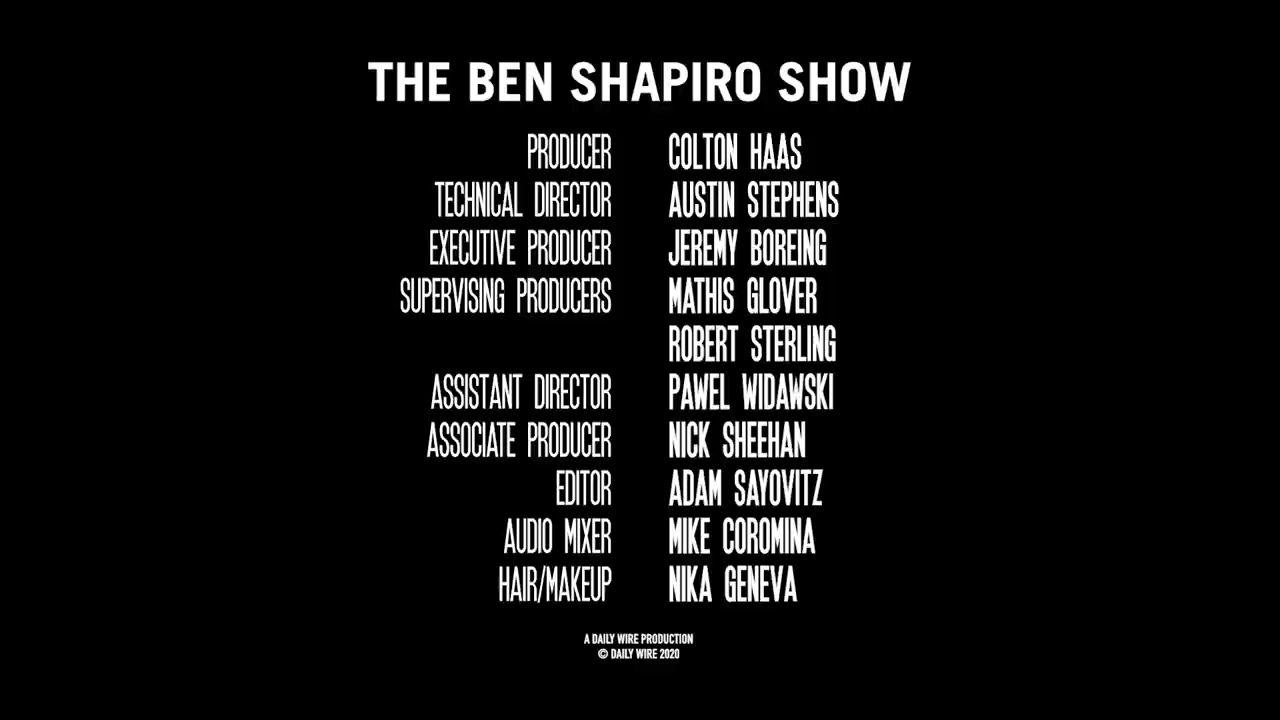 THE BEN SHAPIRO SHOW
PRODUCER COLTON HAAS
TECHNICAL DIRECTOR AUSTIN STEPHENS
EXECUTIVE PRODUCER JEREMY BOREING
SUPERVISING PRODUCERS MATHIS GLOVER
ROBERT STERLING
ASSISTANT DIRECTOR PAWEL WIDAWSKI
ASSOCIATE PRODUCER NICK SHEEHAN
EDITOR ADAM SAYOVITZ
AUDIO MIXER MIKE COROMINA
HAIR/MAKEUP NIKA GENEVA
A DAILY WIRE PRODUCTION
© DAILY WIRE 2020